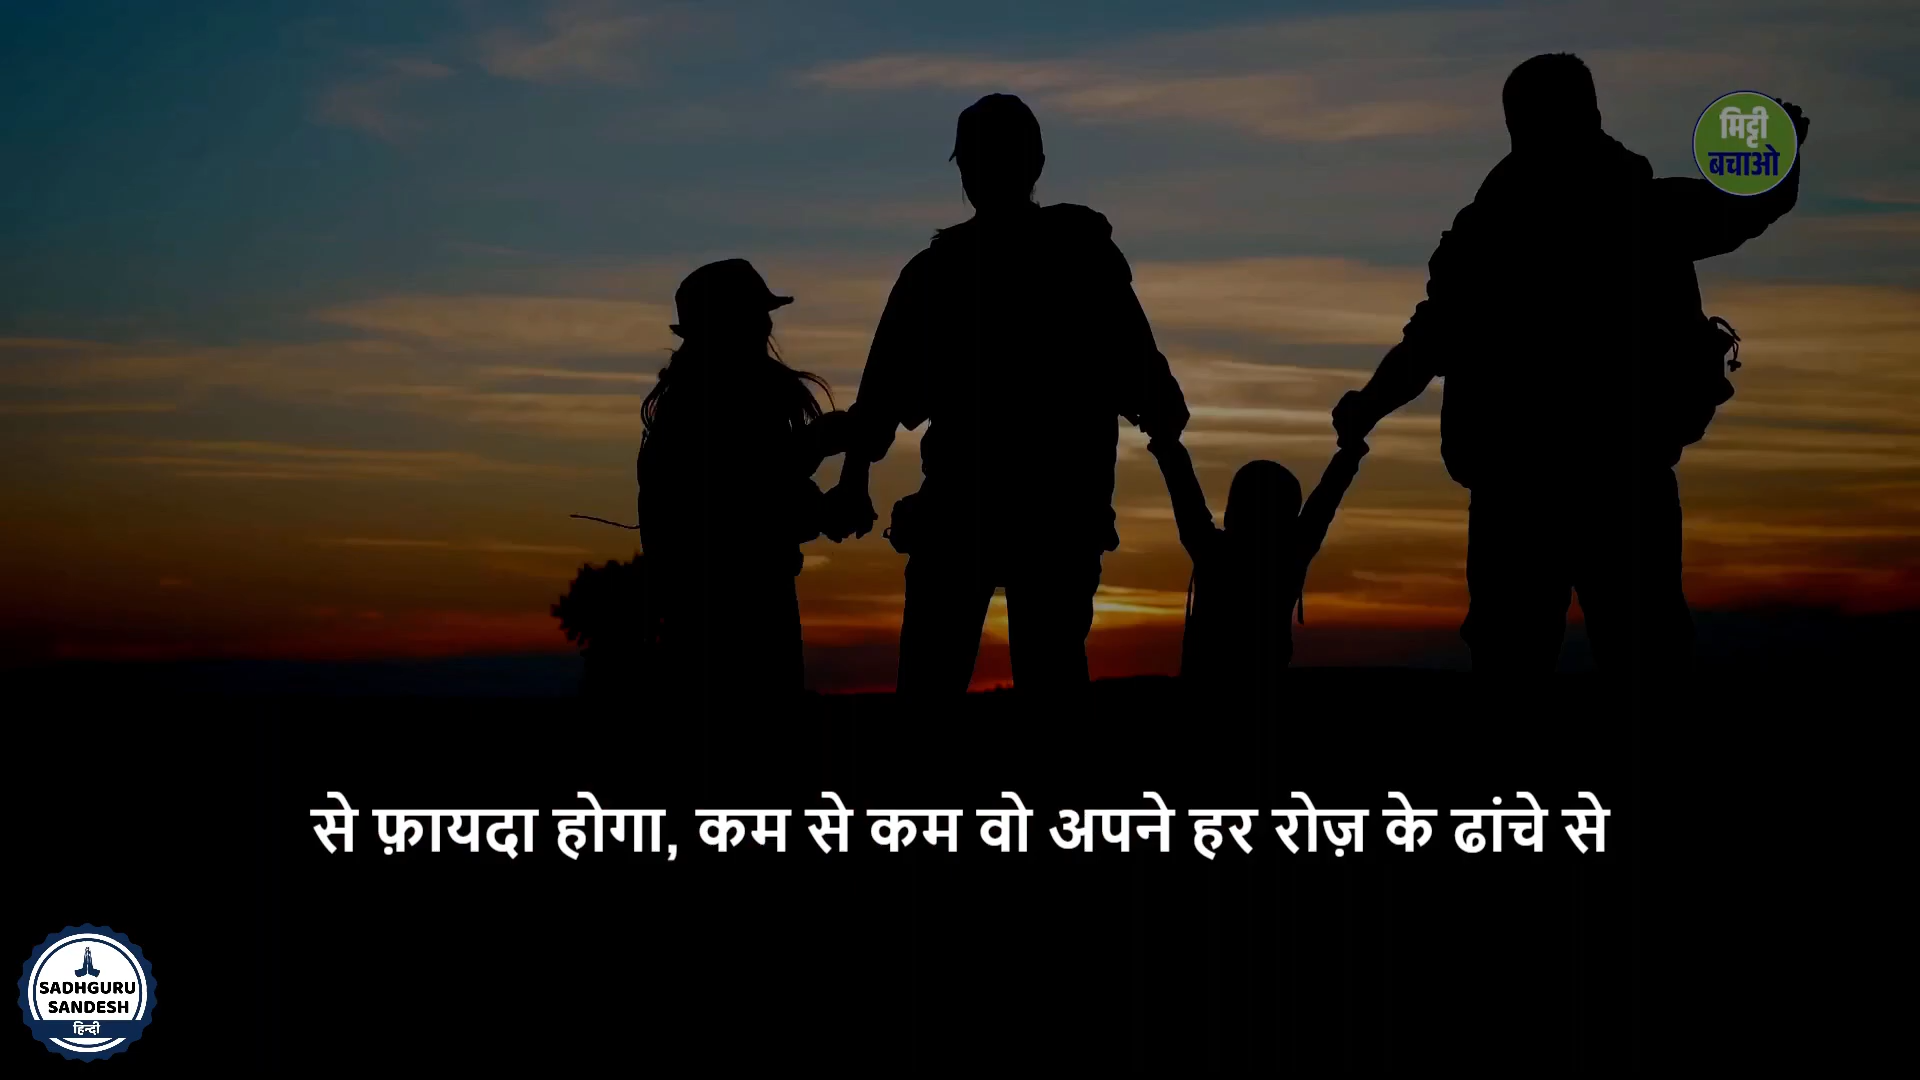 मिट्टी
बचाओ
से फ़ायदा होगा, कम से कम वो अपने हर रोज़ के ढांचे से
SADHGURU
SANDESH
हिन्दी